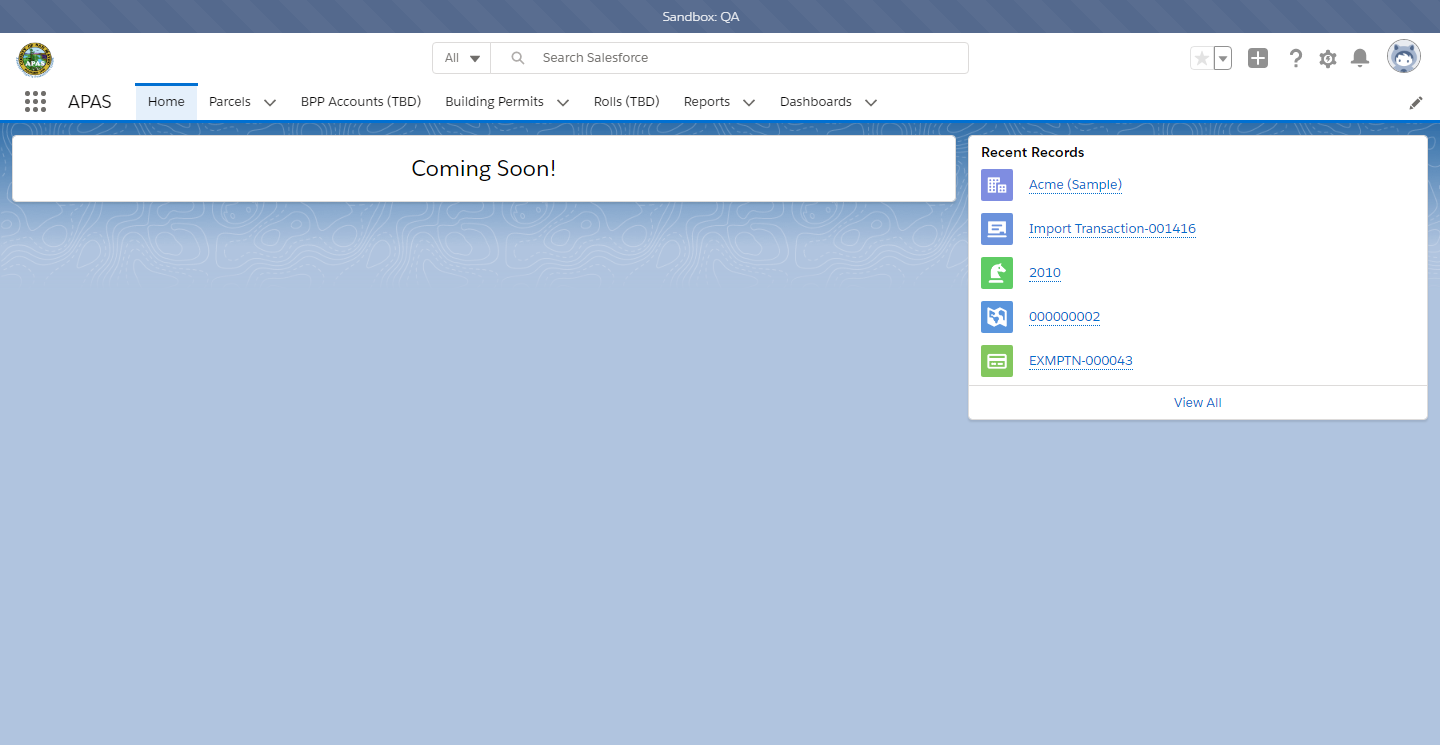 Sandbox: QA
APAS
All
Search Salesforce
APAS
Home
Parcels
BPP Accounts (TBD)
Building Permits
Rolls (TBD)
Reports
Dashboards
Coming Soon!
Recent Records
Acme (Sample)
Import Transaction-001416
2010
000000002
EXMPTN-000043
View All